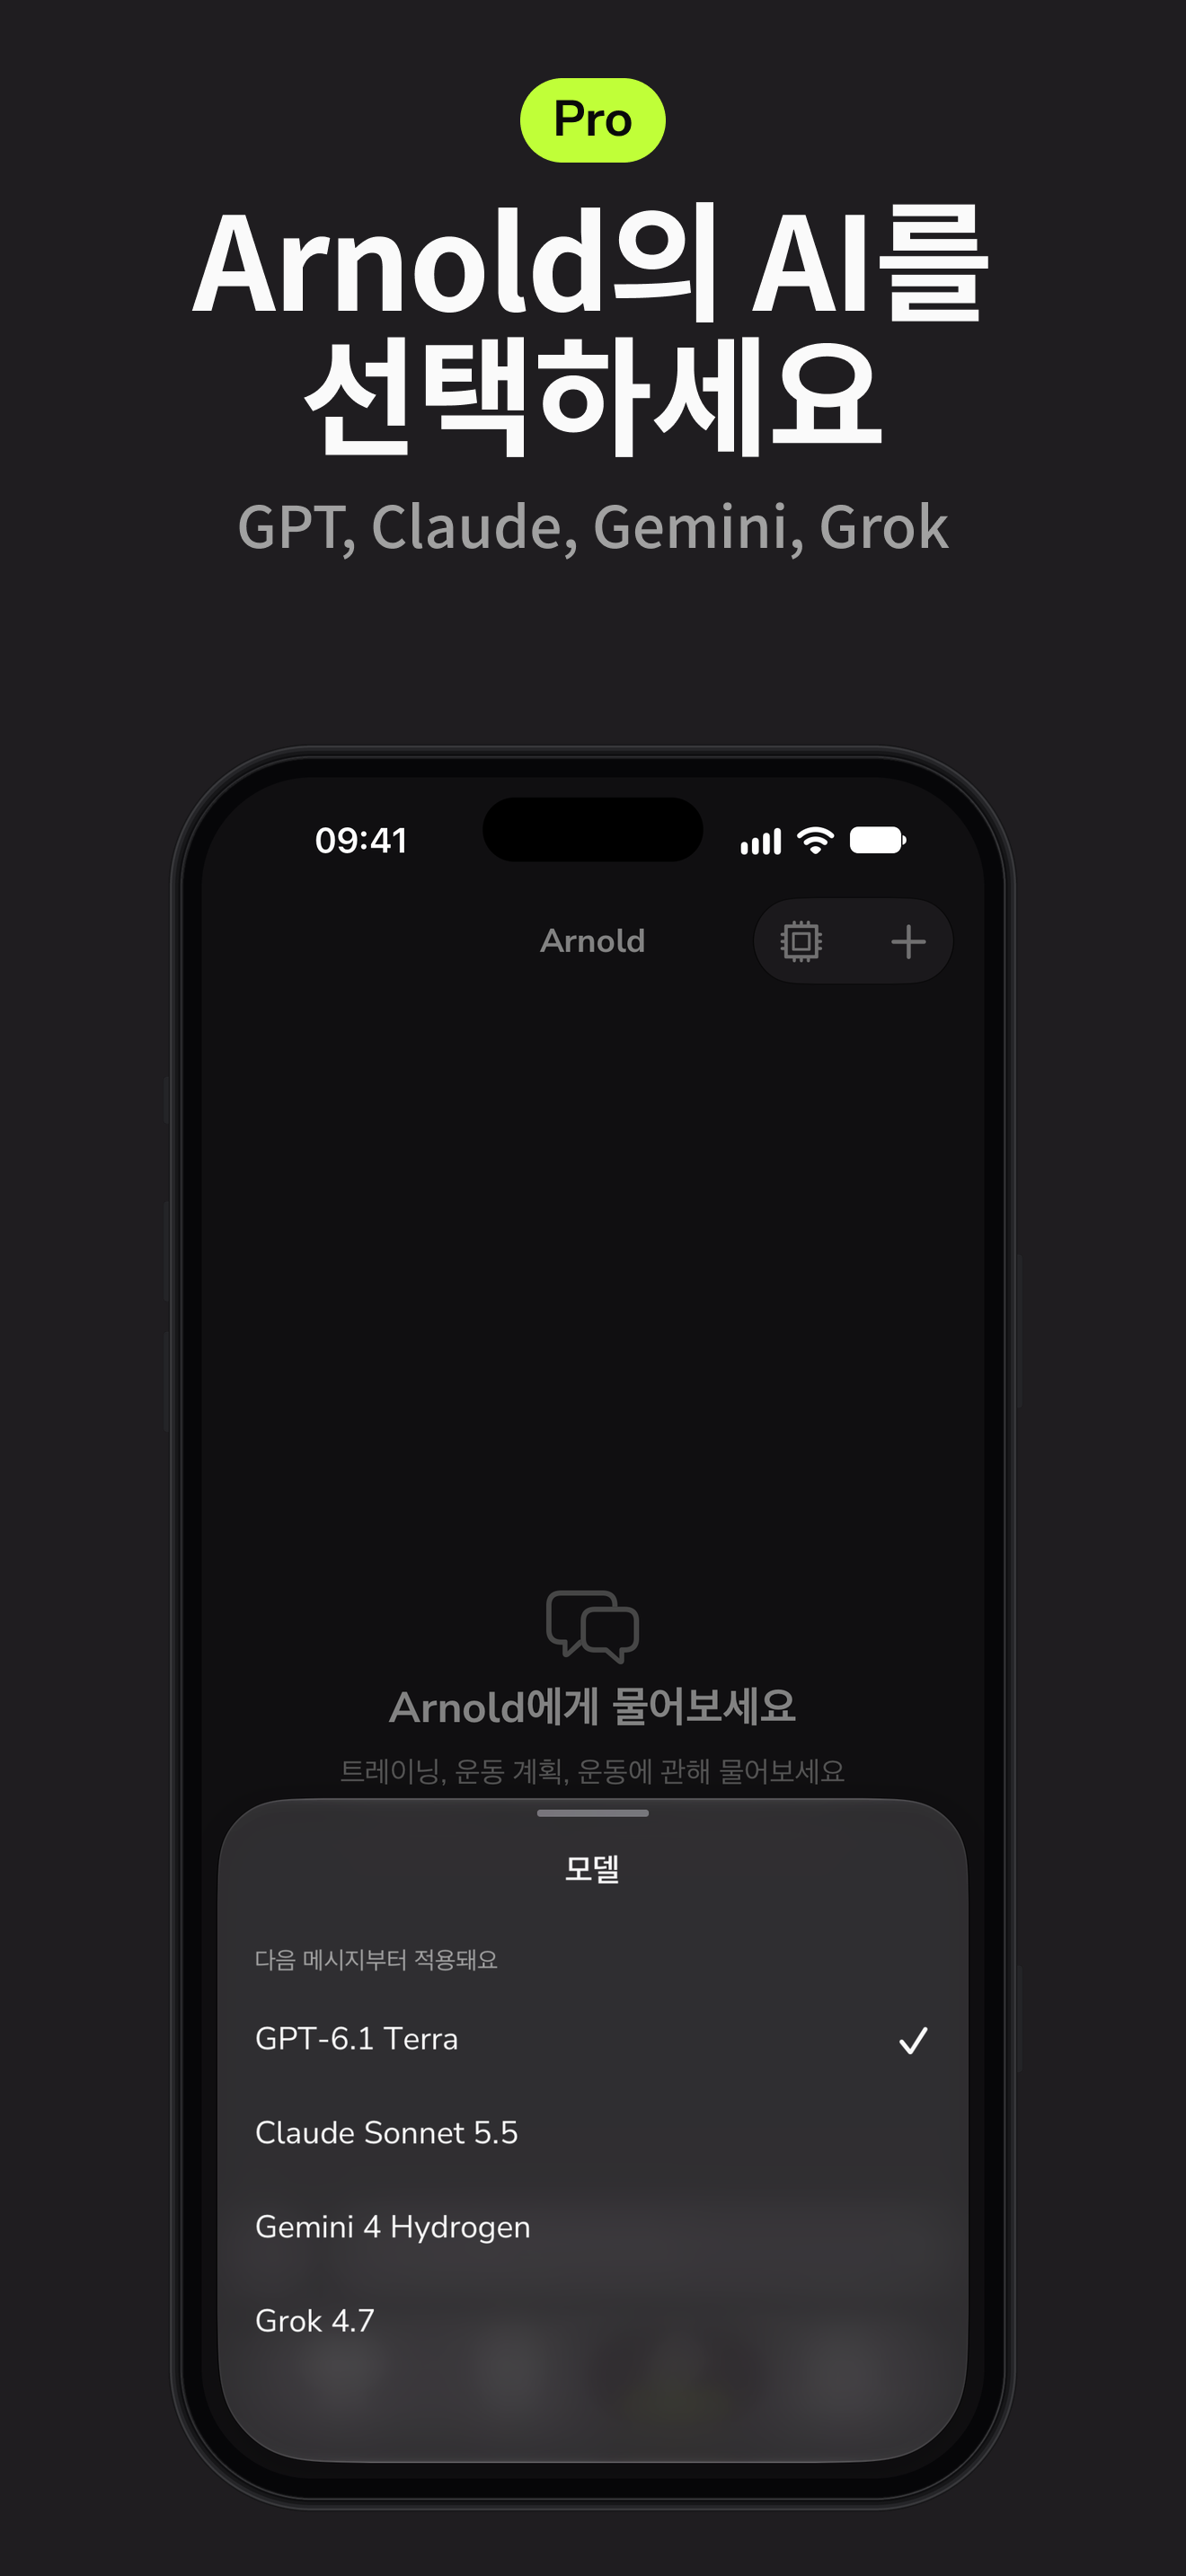 Pro
Arnold의 AI를
선택하세요
GPT, Claude, Gemini, Grok
09:41
Arnold
Arnold에게 물어보세요
트레이닝, 운동 계획, 운동에 관해 물어보세요
모델
다음 메시지부터 적용돼요
GPT-6.1 Terra
Claude Sonnet 5.5
Gemini 4 Hydrogen
Grok 4.7